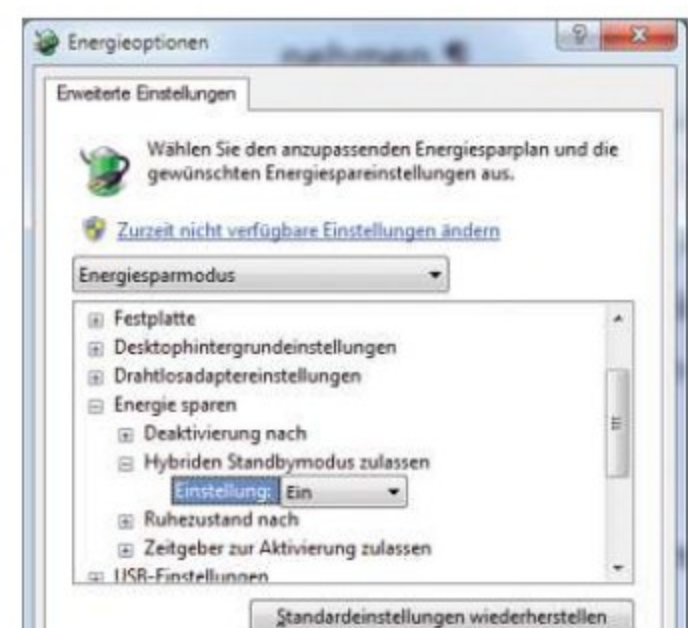 Energieoptionen
nehmen.¶
Erweiterte Einstellungen
Wählen Sie den anzupassenden Energiesparplan und die
gewünschten Energiespareinstellungen aus.
Zurzeit nicht verfügbare Einstellungen ändern
Energiesparmodus
Festplatte
Desktophintergrundeinstellungen
Drahtlosadaptereinstellungen
Energie sparen
Deaktivierung nach
Hybriden Standbymodus zulassen
Einstellung: Ein
Ruhezustand nach
Zeitgeber zur Aktivierung zulassen
USB-Einstellungen
Standardeinstellungen wiederherstellen